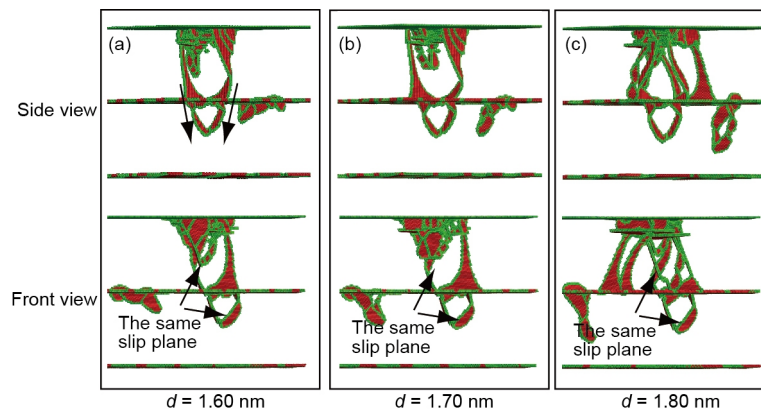 (a)
(b)
(c)
Side view
Front view
The same
slip plane
The same
slip plane
The same
slip plane
d = 1.60 nm
d = 1.70 nm
d = 1.80 nm